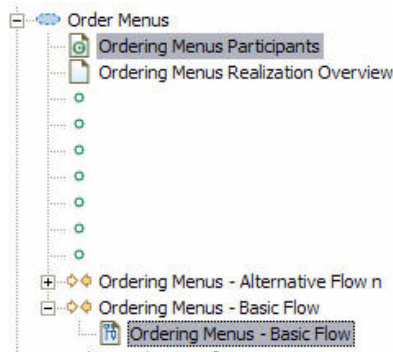 Order Menus
Ordering Menus Participants
Ordering Menus Realization Overview
Ordering Menus - Alternative Flow n
Ordering Menus - Basic Flow
Ordering Menus - Basic Flow